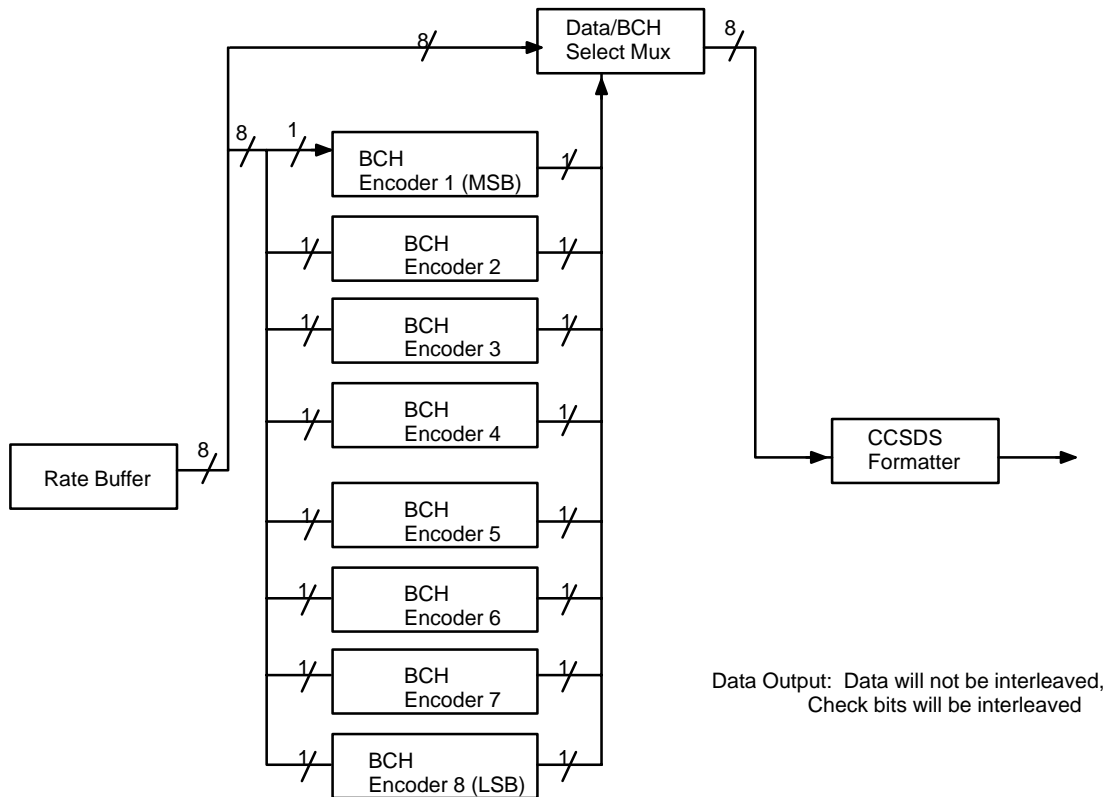 Data/BCH
Select Mux
8
8
8
1
BCH
Encoder 1 (MSB)
1
1
BCH
Encoder 2
1
1
BCH
Encoder 3
1
1
BCH
Encoder 4
1
Rate Buffer
8
CCSDS
Formatter
1
BCH
Encoder 5
1
1
BCH
Encoder 6
1
1
BCH
Encoder 7
1
Data Output: Data will not be interleaved,
Check bits will be interleaved
1
BCH
Encoder 8 (LSB)
1